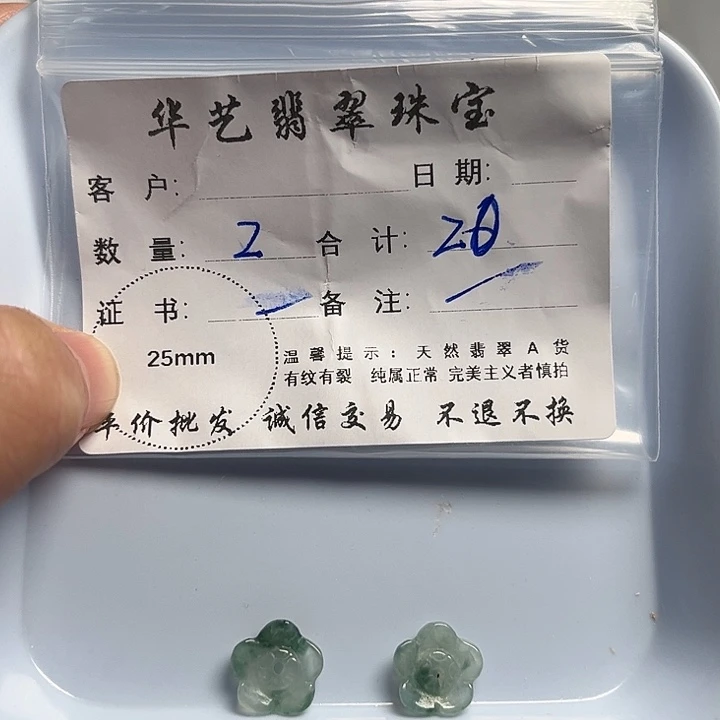 华艺翡翠珠宝
客 户: 日 期:
数 量: 2 合 计: 20
证 书: 备 注:
25mm
温馨提示:天然翡翠A货
有纹有裂 纯属正常 完美主义者慎拍
平价批发 诚信交易 不退不换